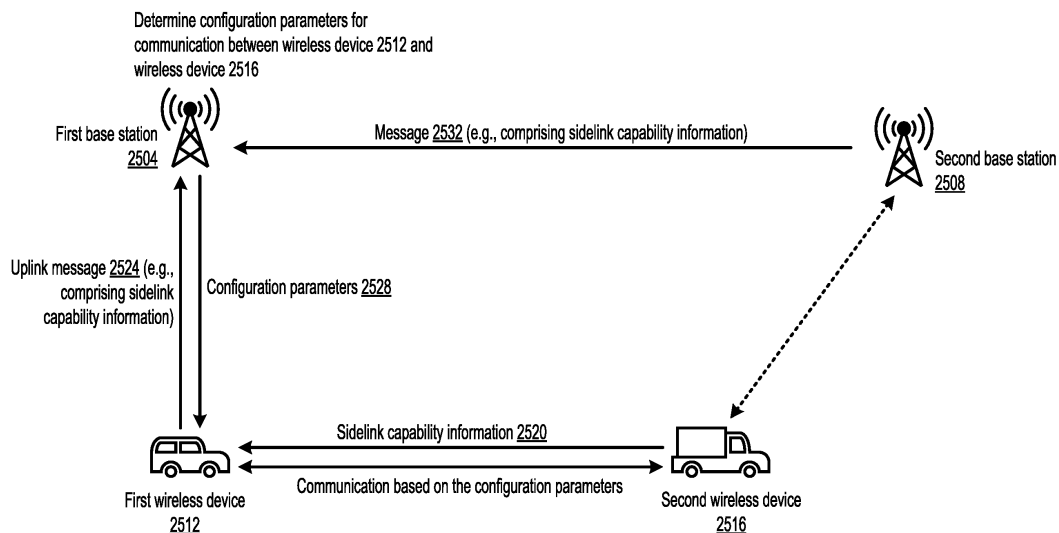 Determine configuration parameters for
communication between wireless device 2512 and
wireless device 2516
First base station
2504
Message 2532 (e.g., comprising sidelink capability information)
Second base station
2508
Uplink message 2524 (e.g.,
comprising sidelink
capability information)
Configuration parameters 2528
Sidelink capability information 2520
Communication based on the configuration parameters
First wireless device
2512
Second wireless device
2516